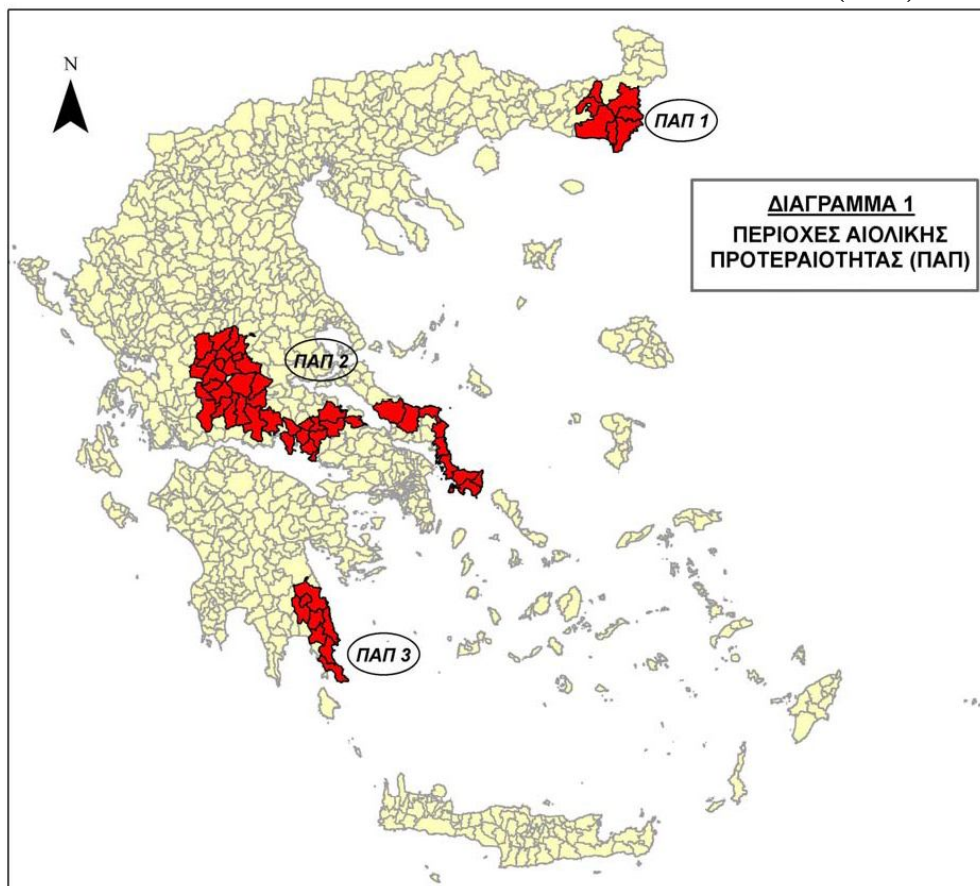 N
ΠΑΠ 1
ΔΙΑΓΡΑΜΜΑ 1
ΠΕΡΙΟΧΕΣ ΑΙΟΛΙΚΗΣ
ΠΡΟΤΕΡΑΙΟΤΗΤΑΣ (ΠΑΠ)
ΠΑΠ 2
ΠΑΠ 3